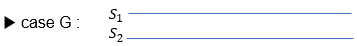 ▶ case G : S₁
S₂